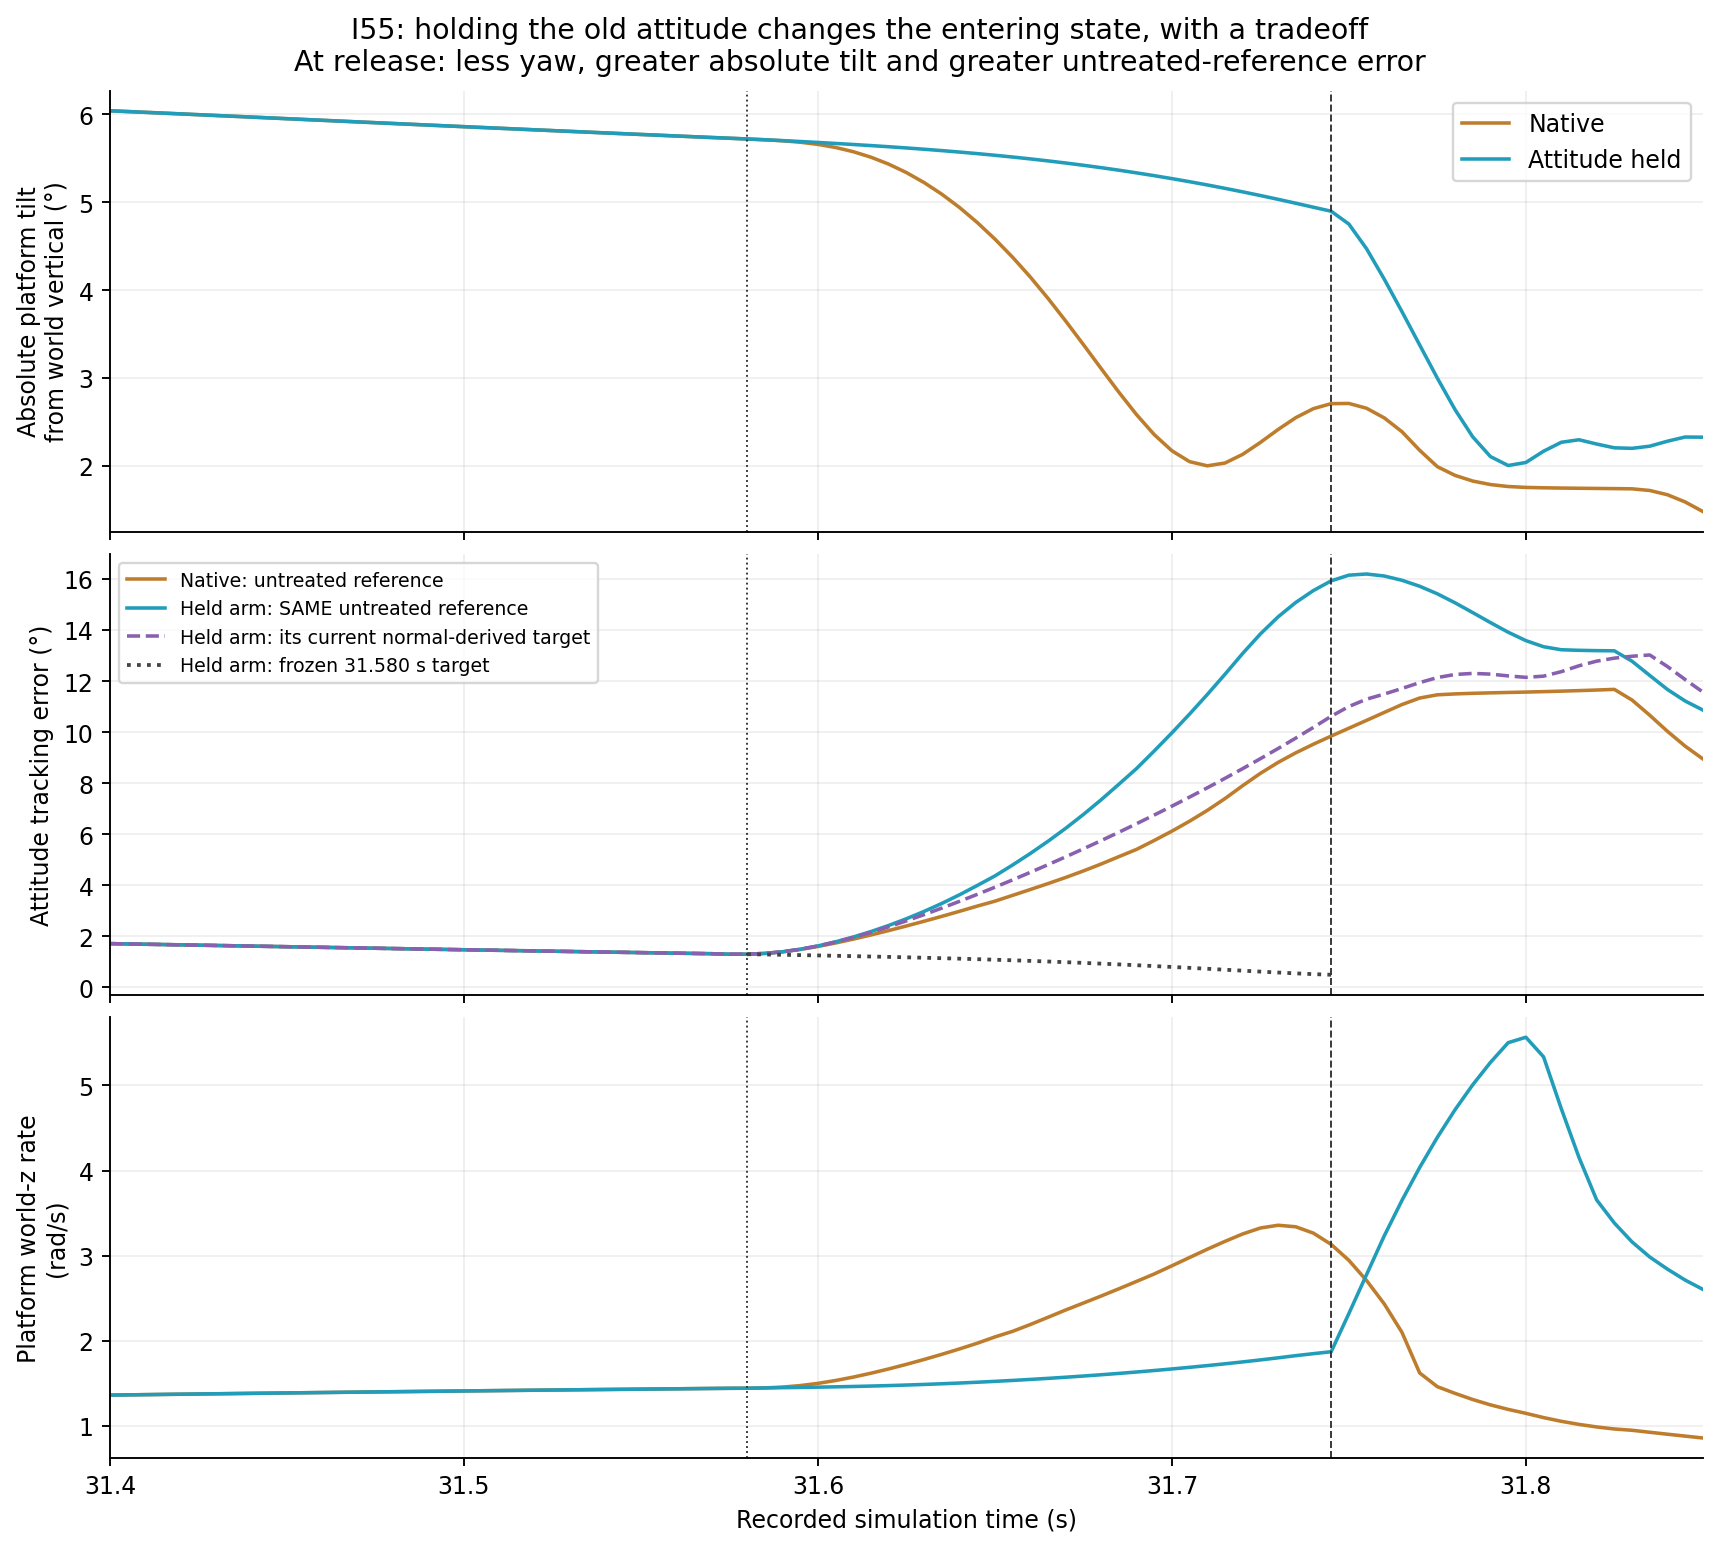 I55: holding the old attitude changes the entering state, with a tradeoff
At release: less yaw, greater absolute tilt and greater untreated-reference error
Absolute platform tilt
from world vertical (°)
6
5
4
3
2
Native
Attitude held
Attitude tracking error (°)
16
14
12
10
8
6
4
2
0
Native: untreated reference
Held arm: SAME untreated reference
Held arm: its current normal-derived target
Held arm: frozen 31.580 s target
Platform world-z rate
(rad/s)
5
4
3
2
1
31.4
31.5
31.6
31.7
31.8
Recorded simulation time (s)